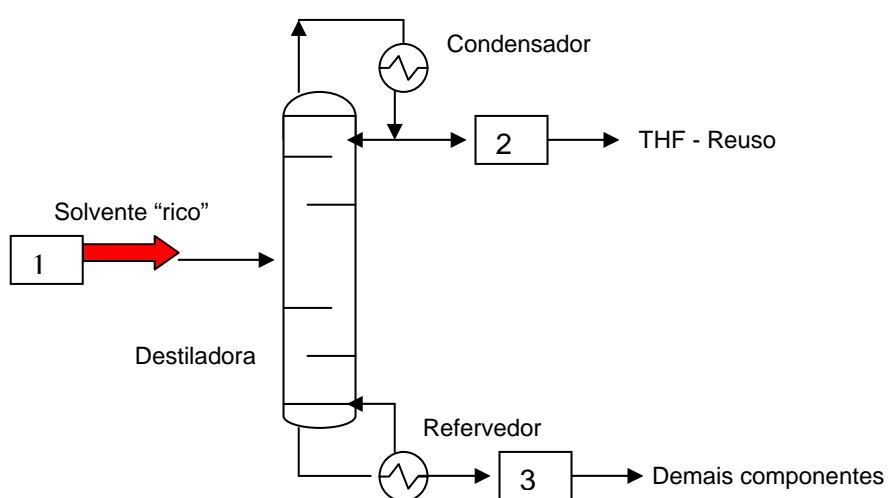 Condensador
2
THF - Reuso
Solvente “rico”
1
Destiladora
Refervedor
3
Demais componentes